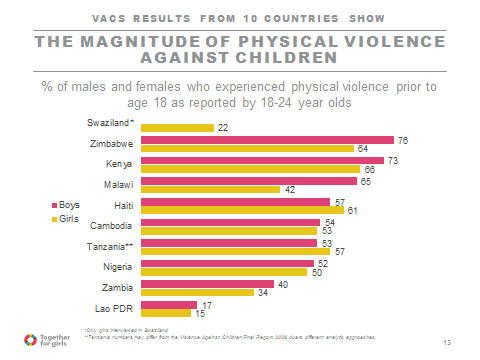 VACS RESULTS FROM 10 COUNTRIES SHOW
THE MAGNITUDE OF PHYSICAL VIOLENCE
AGAINST CHILDREN
% of males and females who experienced physical violence prior to
age 18 as reported by 18-24 year olds
Swaziland* 22
Zimbabwe 76 64
Kenya 73 66
Malawi 65 42
Haiti 57 61
Cambodia 54 53
Tanzania** 53 57
Nigeria 52 50
Zambia 40 34
Lao PDR 17 15
Boys
Girls
Together
for girls
*Only girls interviewed in Swaziland
**Tanzania numbers may differ from the Violence Against Children Final Report, 2009 due to different analytic approaches.
13